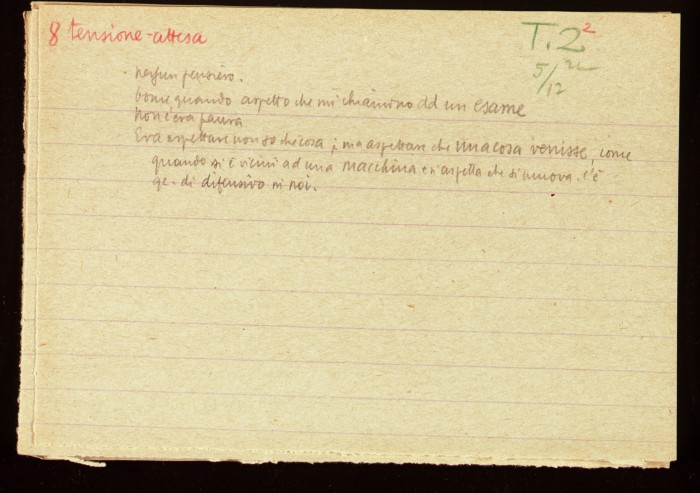 8 tensione-attesa
T. 2²
5/12
nessun pensiero.
Come quando aspetto che mi chiamino ad un esame
Non c'era paura
Era aspettare non so che cosa; ma aspettare che una cosa venisse, come
quando si è vicini ad una macchina e si aspetta che si muova. C'è
qc. di difensivo in noi.